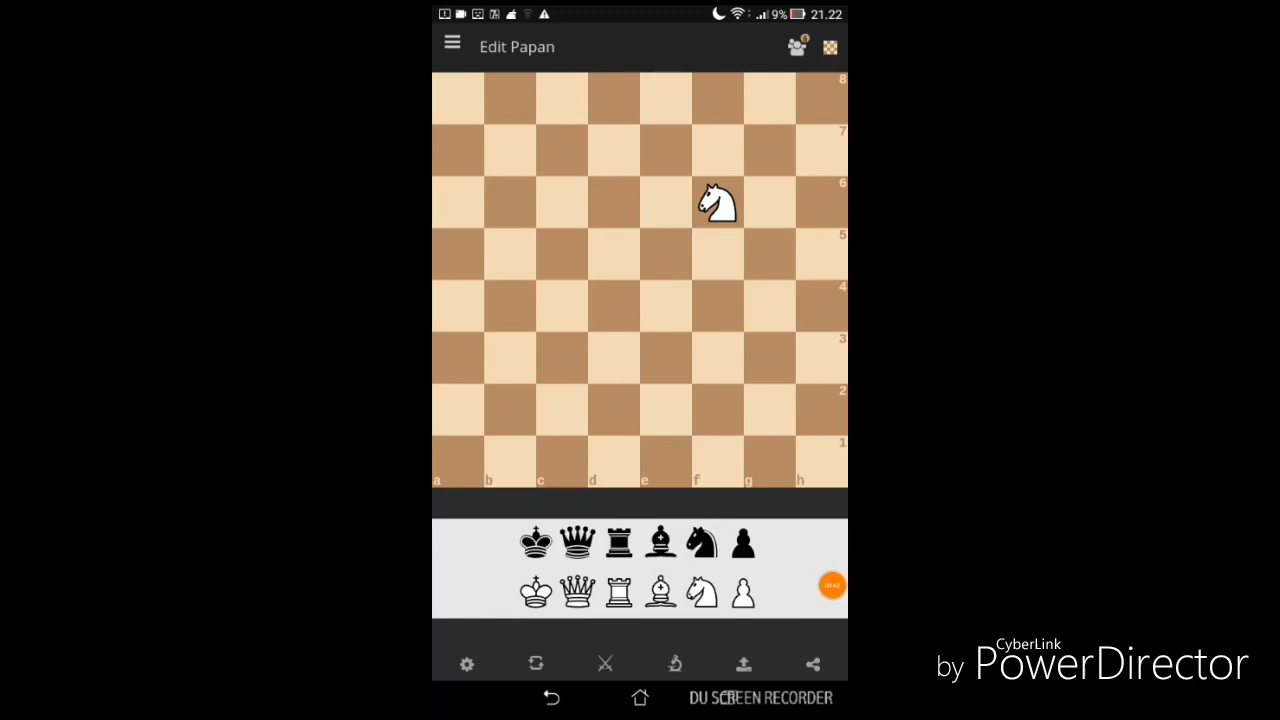 9% 21.22
Edit Papan
6
8
7
6
5
4
3
2
1
a b c d e f g h
CyberLink
by PowerDirector
DU SCREEN RECORDER